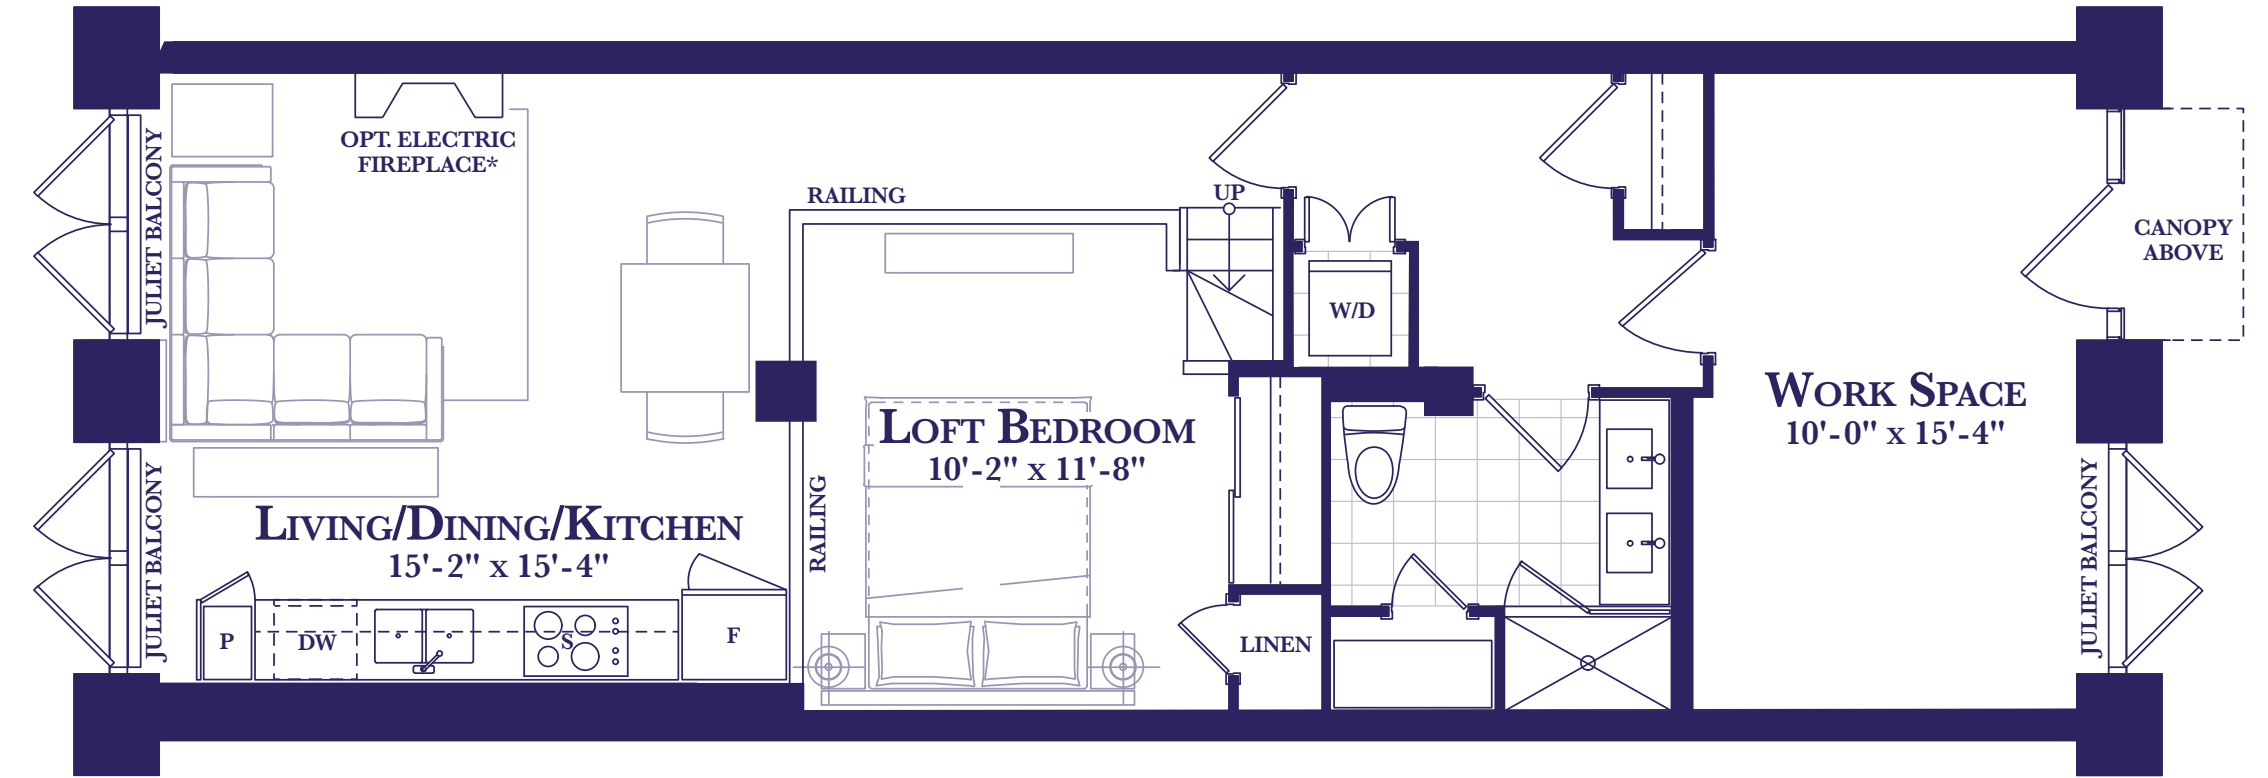 OPT. ELECTRIC
FIREPLACE*
JULIET BALCONY
RAILING
UP
CANOPY
ABOVE
W/D
WORK SPACE
10'-0" X 15'-4"
LOFT BEDROOM
10'-2" X 11'-8"
LIVING/DINING/KITCHEN
15'-2" X 15'-4"
JULIET BALCONY
RAILING
JULIET BALCONY
P
DW
S
F
LINEN